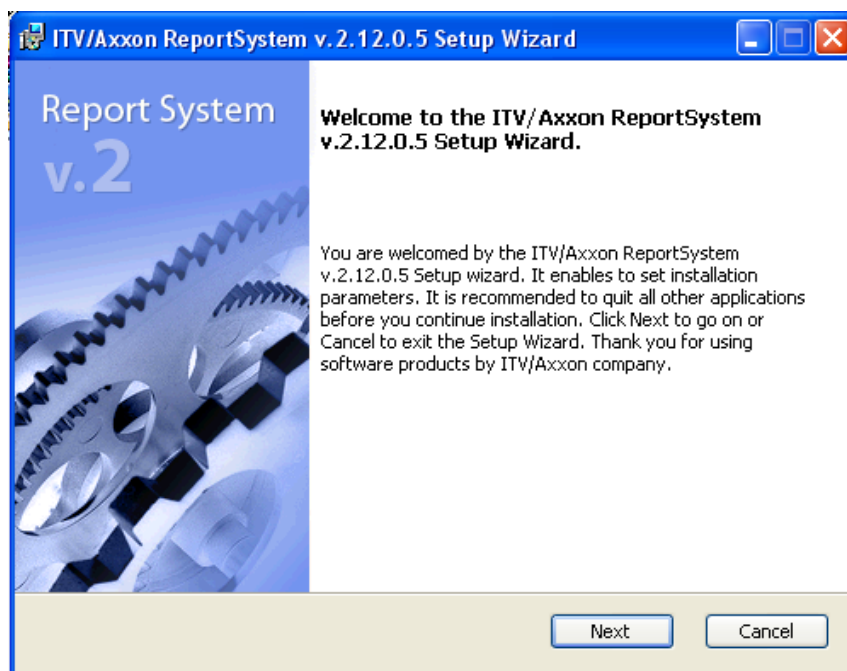 ITV/Axxon ReportSystem v.2.12.0.5 Setup Wizard
Report System
v.2
Welcome to the ITV/Axxon ReportSystem
v.2.12.0.5 Setup Wizard.
You are welcomed by the ITV/Axxon ReportSystem
v.2.12.0.5 Setup wizard. It enables to set installation
parameters. It is recommended to quit all other applications
before you continue installation. Click Next to go on or
Cancel to exit the Setup Wizard. Thank you for using
software products by ITV/Axxon company.
Next
Cancel